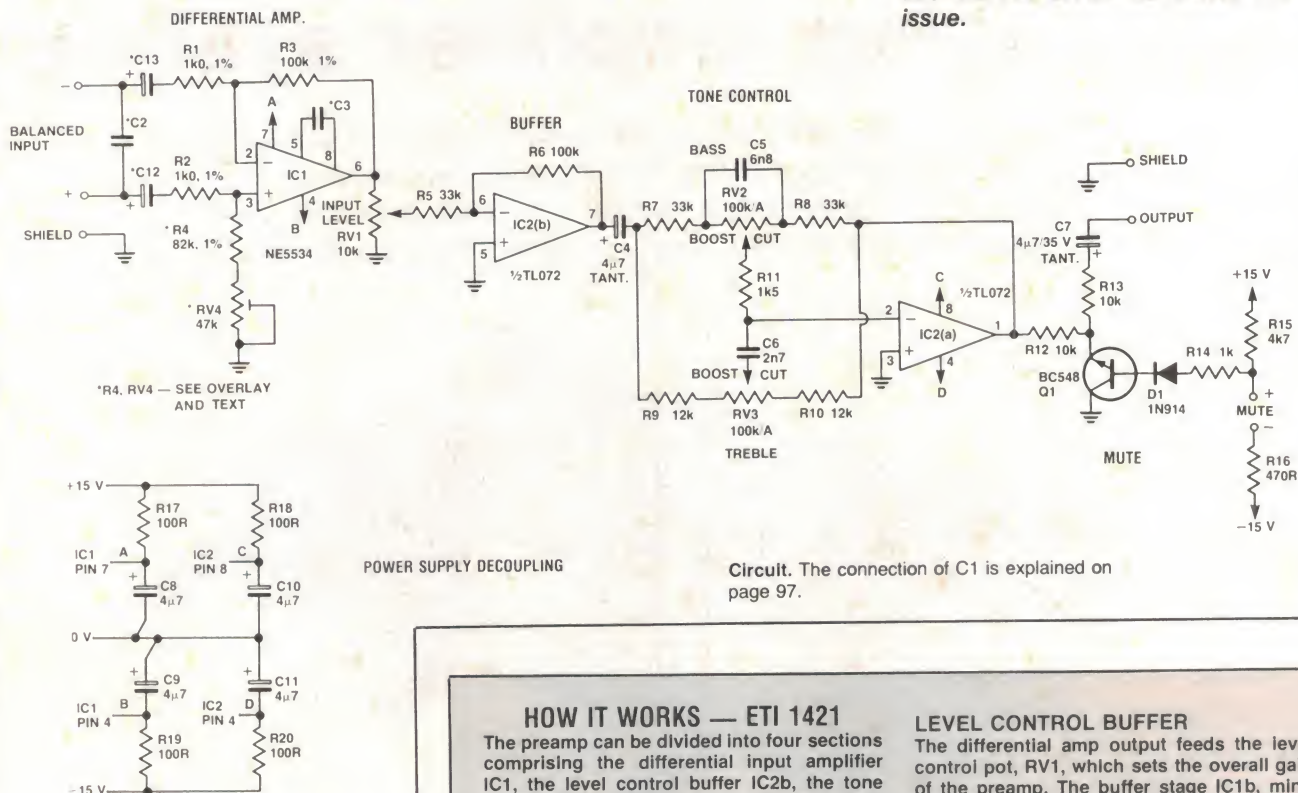 issue.
DIFFERENTIAL AMP.
*C13
R1
1k0, 1%
R3
100k 1%
BALANCED
INPUT
*C2
A
*C3
7
5
8
2
3
6
4
IC1
B
NE5534
*C12
R2
1k0, 1%
SHIELD
*R4
82k, 1%
*RV4
47k
*R4, RV4 — SEE OVERLAY
AND TEXT
INPUT
LEVEL
RV1
10k
BUFFER
R6 100k
R5 33k
6
5
7
IC2(b)
½TL072
C4
4μ7
TANT.
TONE CONTROL
BASS
C5
6n8
RV2
100k/A
R7 33k
R8 33k
BOOST CUT
R11
1k5
C6
2n7
BOOST CUT
R9 12k
RV3
100k/A
R10 12k
TREBLE
C
½TL072
2
3
8
1
4
IC2(a)
D
SHIELD
OUTPUT
C7
4μ7/35 V
TANT.
R13
10k
R12 10k
BC548
Q1
D1
1N914
R14 1k
+15 V
R15
4k7
+
MUTE
–
R16
470R
–15 V
MUTE
+15 V
R17
100R
R18
100R
IC1
PIN 7
A
IC2
PIN 8
C
C8
4μ7
C10
4μ7
0 V
C9
4μ7
C11
4μ7
IC1
PIN 4
B
IC2
PIN 4
D
R19
100R
R20
100R
–15 V
POWER SUPPLY DECOUPLING
Circuit. The connection of C1 is explained on
page 97.
HOW IT WORKS — ETI 1421
The preamp can be divided into four sections
comprising the differential input amplifier
IC1, the level control buffer IC2b, the tone
LEVEL CONTROL BUFFER
The differential amp output feeds the lev
control pot, RV1, which sets the overall ga
of the preamp. The buffer stage IC1b, min